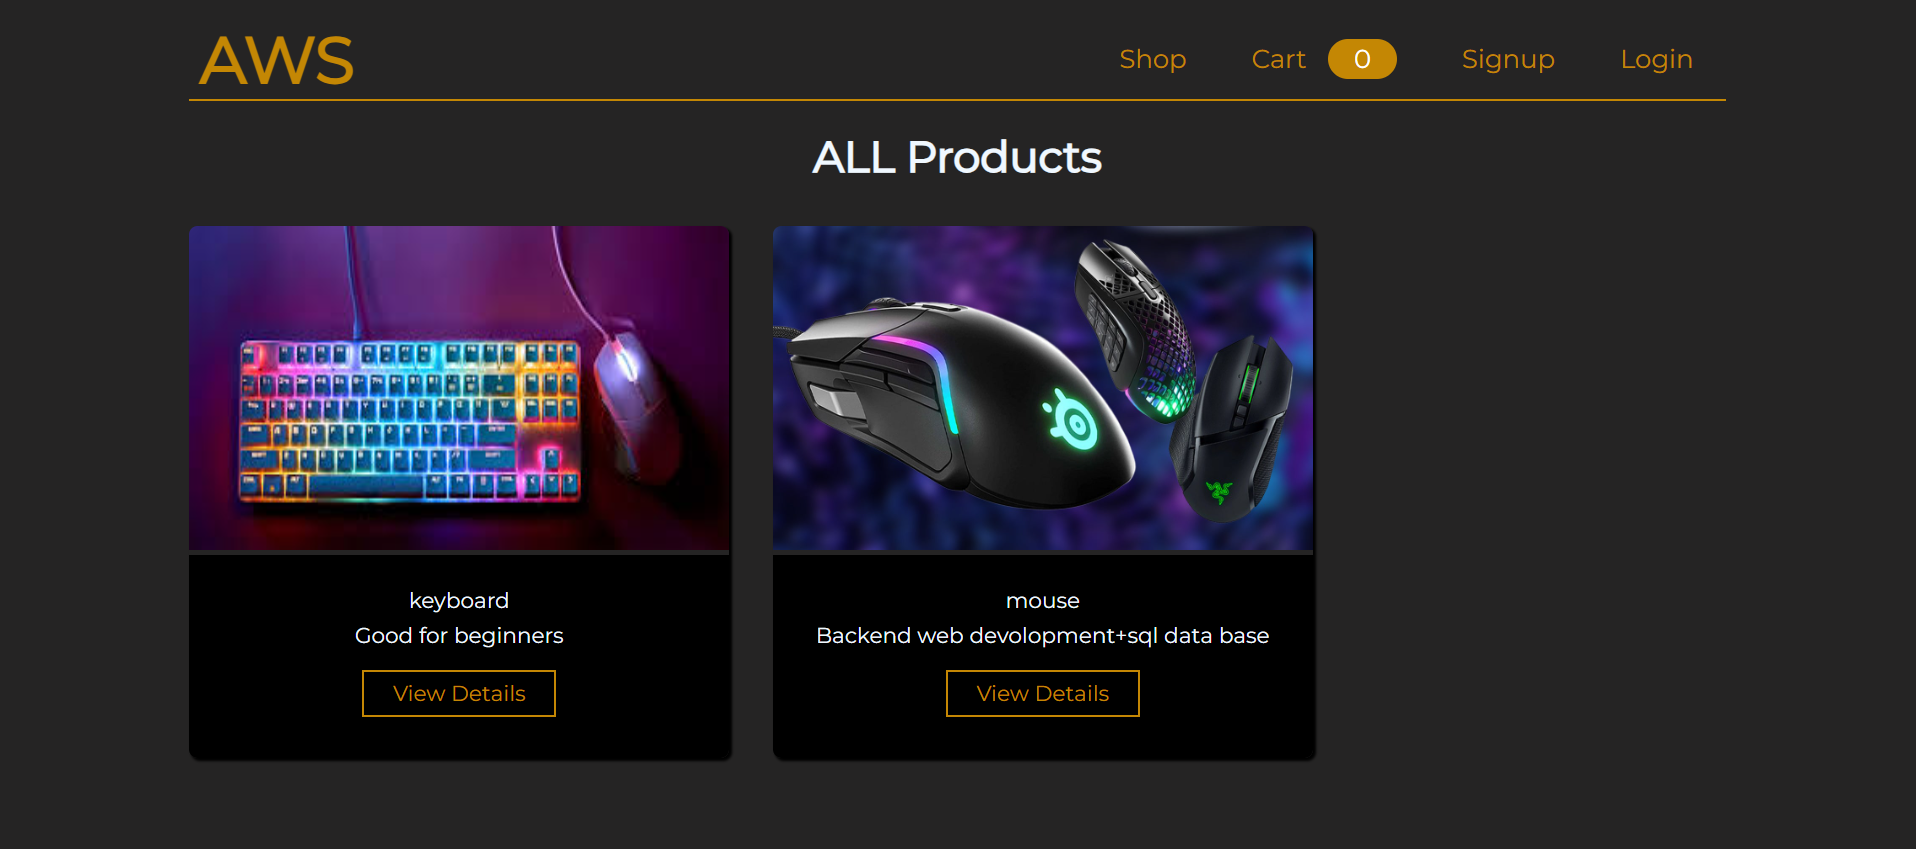 AWS
Shop Cart 0 Signup Login
ALL Products
keyboard
Good for beginners
View Details
mouse
Backend web devolopment+sql data base
View Details